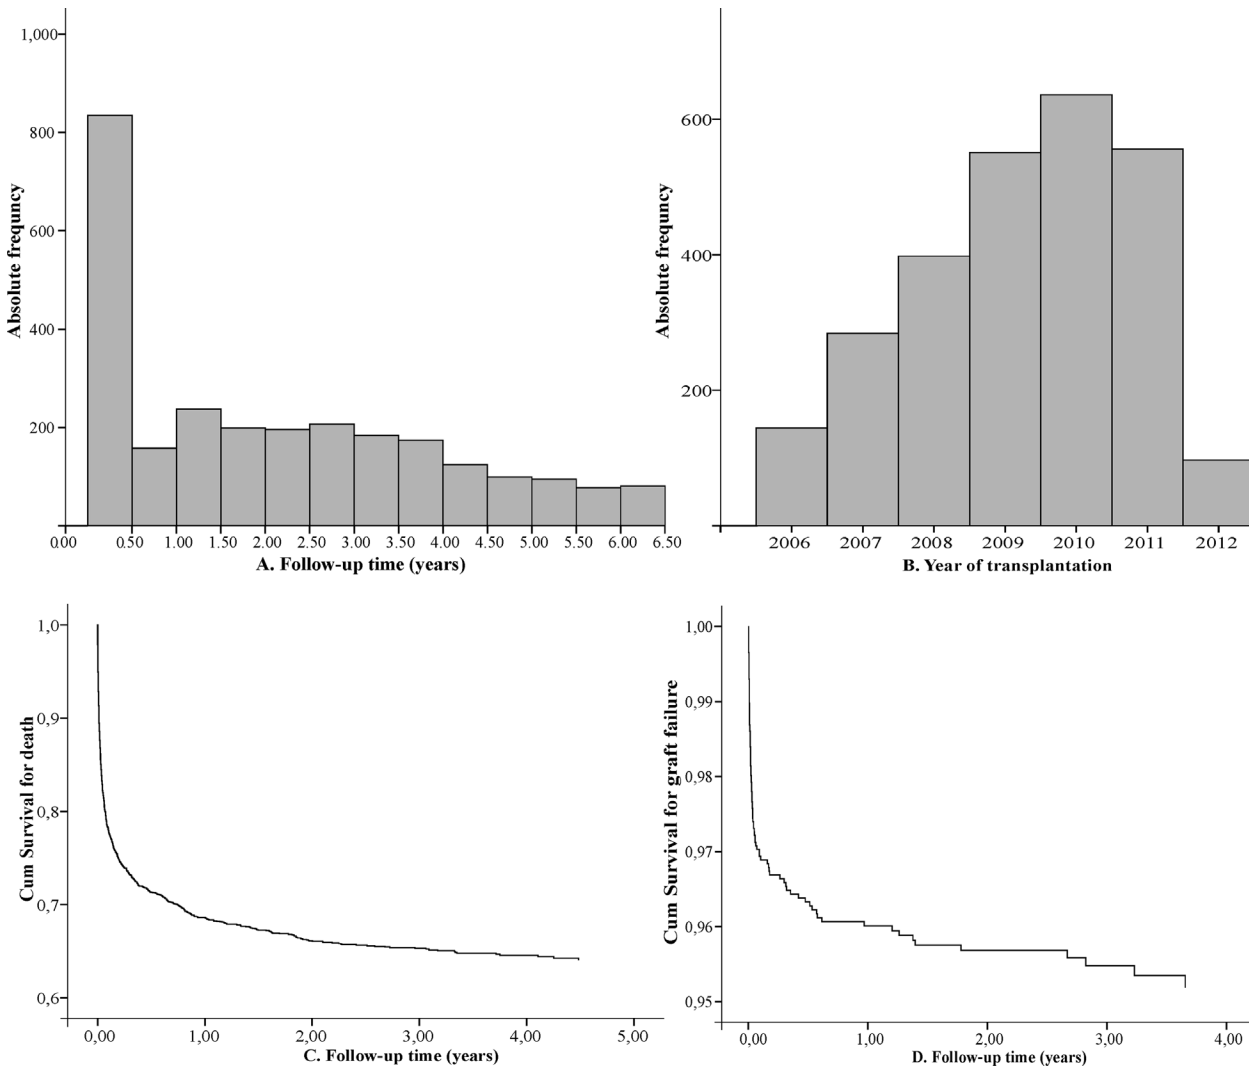 1,000
800
600
400
200
Absolute frequncy
0.00 0.50 1.00 1.50 2.00 2.50 3.00 3.50 4.00 4.50 5.00 5.50 6.00 6.50
A. Follow-up time (years)
600
400
200
Absolute frequncy
2006 2007 2008 2009 2010 2011 2012
B. Year of transplantation
1,0
0,9
0,8
0,7
0,6
Cum Survival for death
0,00 1,00 2,00 3,00 4,00 5,00
C. Follow-up time (years)
1,00
0,99
0,98
0,97
0,96
0,95
Cum Survival for graft failure
0,00 1,00 2,00 3,00 4,00
D. Follow-up time (years)